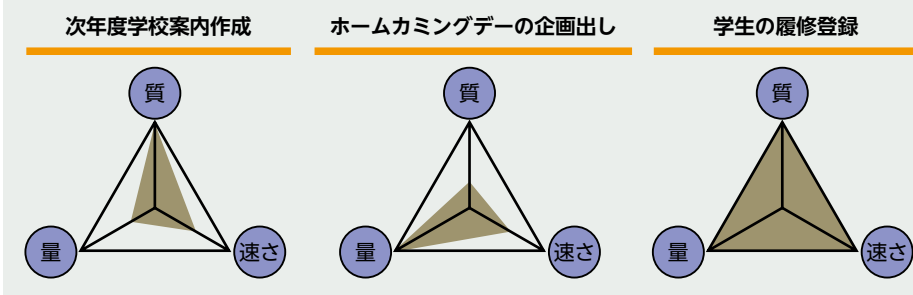 次年度学校案内作成
質
量
速さ
ホームカミングデーの企画出し
質
量
速さ
学生の履修登録
質
量
速さ